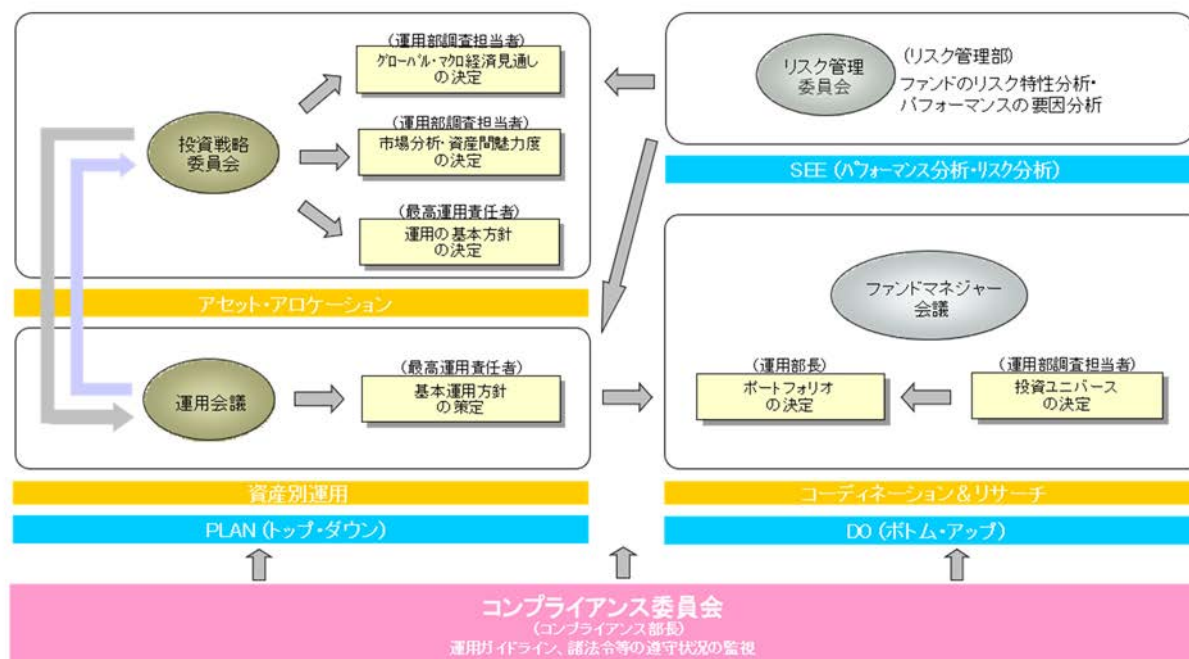 (運用部調査担当者)
グローバル・マクロ経済見通し
の決定
投資戦略
委員会
(運用部調査担当者)
市場分析・資産間魅力度
の決定
(最高運用責任者)
運用の基本方針
の決定
アセット・アロケーション
運用会議
(最高運用責任者)
基本運用方針
の策定
資産別運用
PLAN (トップ・ダウン)
リスク管理
委員会
(リスク管理部)
ファンドのリスク特性分析・
パフォーマンスの要因分析
SEE (パフォーマンス分析・リスク分析)
ファンドマネジャー
会議
(運用部長)
ポートフォリオ
の決定
(運用部調査担当者)
投資ユニバース
の決定
コーディネーション&リサーチ
DO (ボトム・アップ)
コンプライアンス委員会
(コンプライアンス部長)
運用ガイドライン、諸法令等の遵守状況の監視